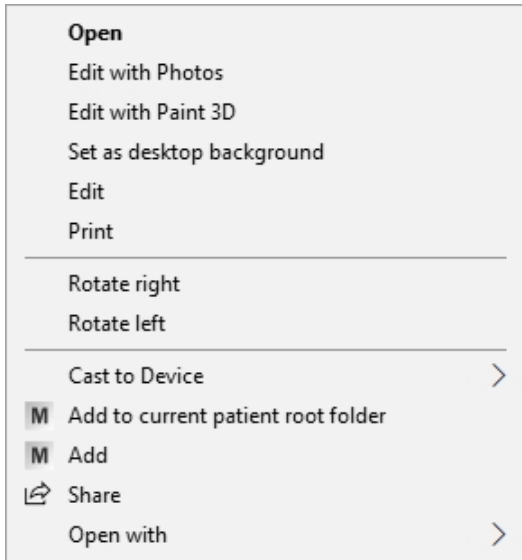 Open
Edit with Photos
Edit with Paint 3D
Set as desktop background
Edit
Print
Rotate right
Rotate left
Cast to Device
M Add to current patient root folder
M Add
Share
Open with